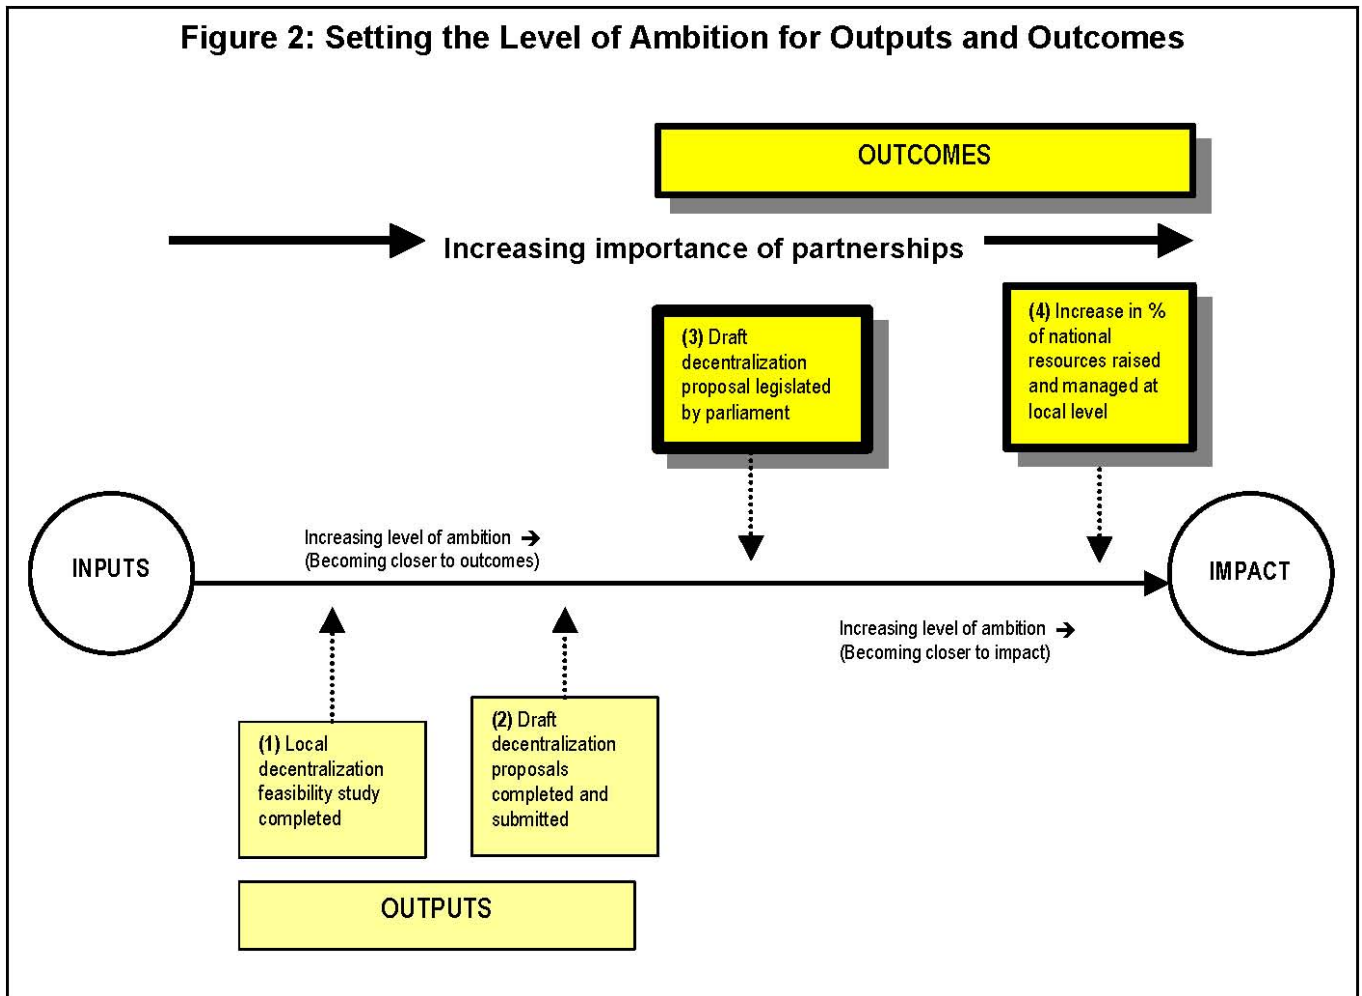 Figure 2: Setting the Level of Ambition for Outputs and Outcomes
OUTCOMES
Increasing importance of partnerships
(3) Draft
decentralization
proposal legislated
by parliament
(4) Increase in %
of national
resources raised
and managed at
local level
INPUTS
Increasing level of ambition →
(Becoming closer to outcomes)
IMPACT
Increasing level of ambition →
(Becoming closer to impact)
(1) Local
decentralization
feasibility study
completed
(2) Draft
decentralization
proposals
completed and
submitted
OUTPUTS